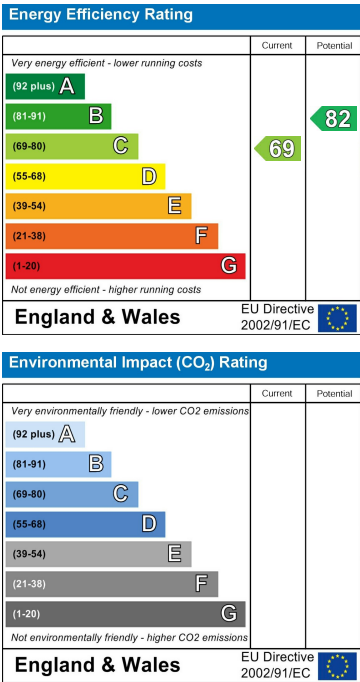 Energy Efficiency Rating
Current Potential
Very energy efficient - lower running costs
(92 plus) A
(81-91) B
(69-80) C
(55-68) D
(39-54) E
(21-38) F
(1-20) G
69
82
Not energy efficient - higher running costs
England & Wales
EU Directive
2002/91/EC
Environmental Impact (CO₂) Rating
Current Potential
Very environmentally friendly - lower CO2 emissions
(92 plus) A
(81-91) B
(69-80) C
(55-68) D
(39-54) E
(21-38) F
(1-20) G
Not environmentally friendly - higher CO2 emissions
England & Wales
EU Directive
2002/91/EC